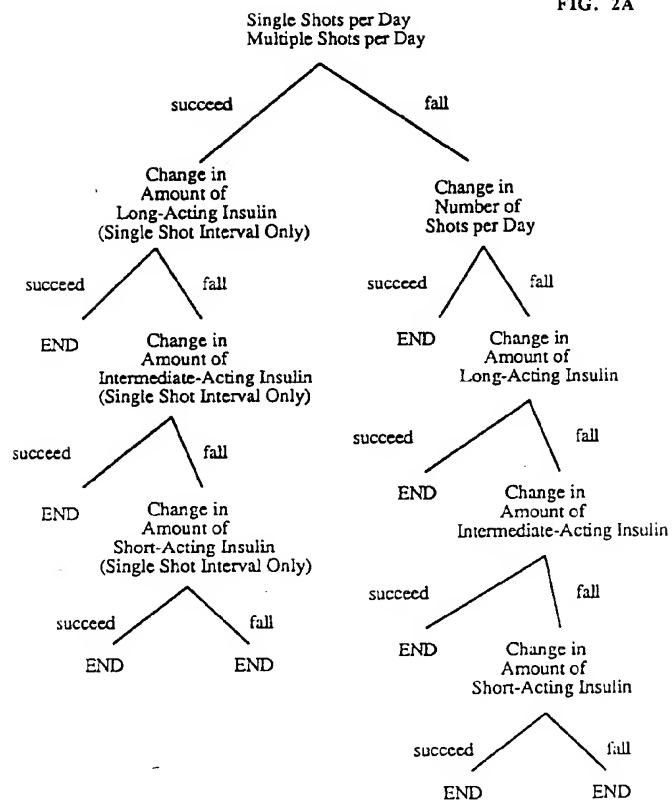 FIG. 2A
Single Shots per Day
Multiple Shots per Day
succeed
fall
Change in
Amount of
Long-Acting Insulin
(Single Shot Interval Only)
Change in
Number of
Shots per Day
succeed
fall
succeed
fall
END
Change in
Amount of
Intermediate-Acting Insulin
(Single Shot Interval Only)
END
Change in
Amount of
Long-Acting Insulin
succeed
fall
succeed
fall
END
Change in
Amount of
Short-Acting Insulin
(Single Shot Interval Only)
END
Change in
Amount of
Intermediate-Acting Insulin
succeed
fall
succeed
fall
END
END
END
Change in
Amount of
Short-Acting Insulin
succeed
fall
END
END